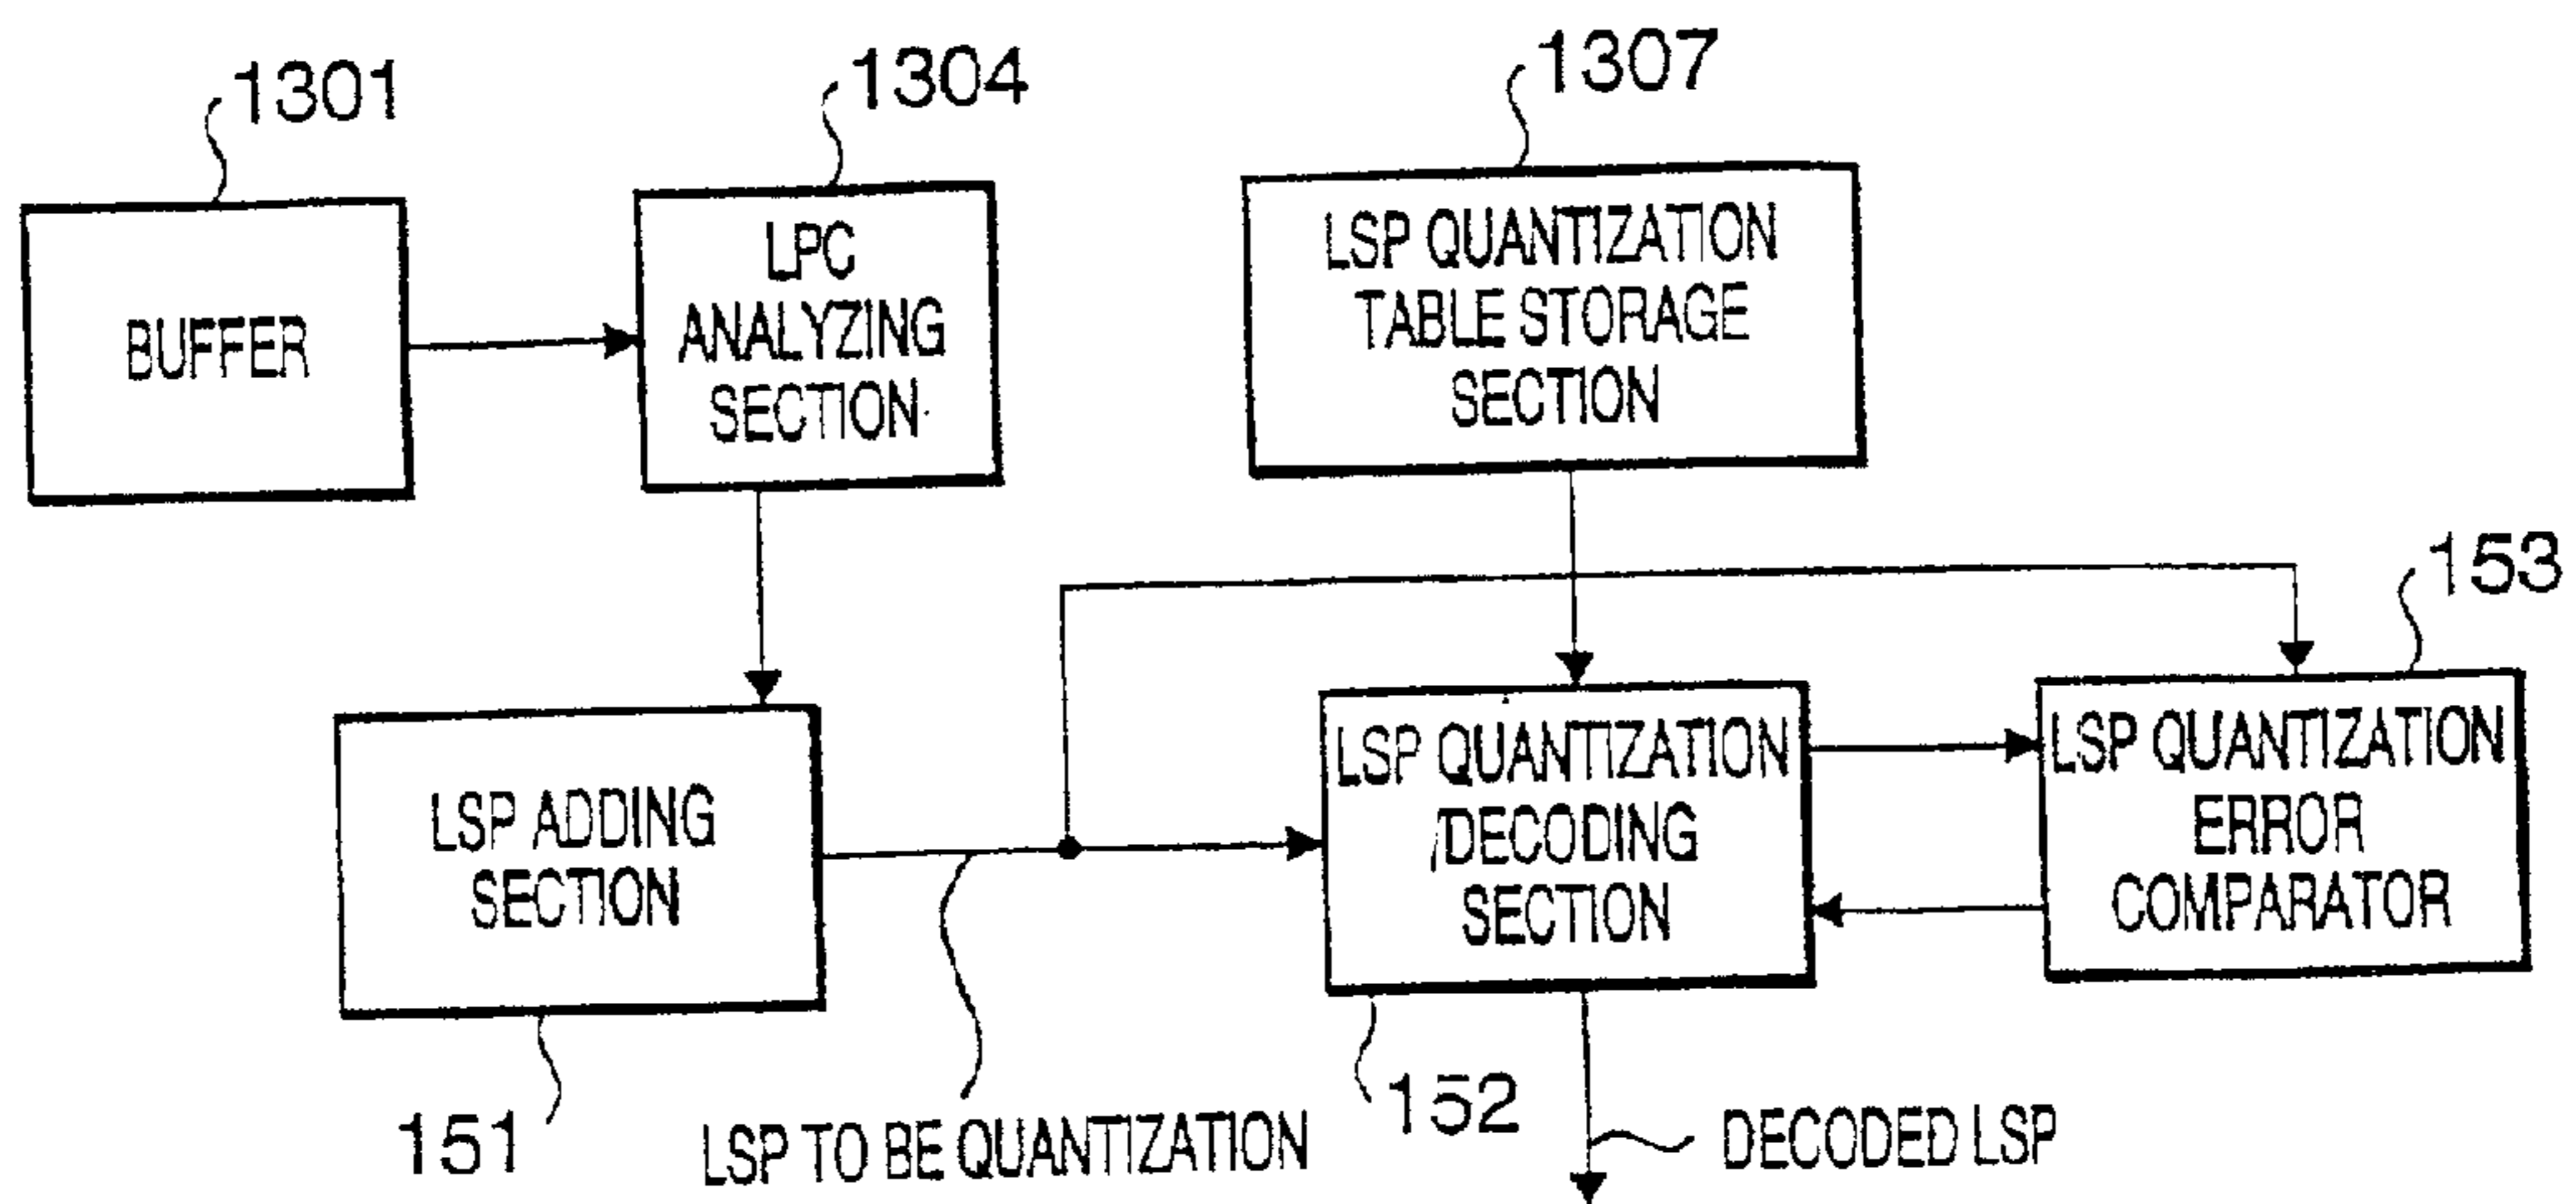 1301
1304
1307
BUFFER
LPC
ANALYZING
SECTION
LSP QUANTIZATION
TABLE STORAGE
SECTION
153
LSP ADDING
SECTION
LSP QUANTIZATION
/DECODING
SECTION
LSP QUANTIZATION
ERROR
COMPARATOR
151
LSP TO BE QUANTIZATION
152
DECODED LSP